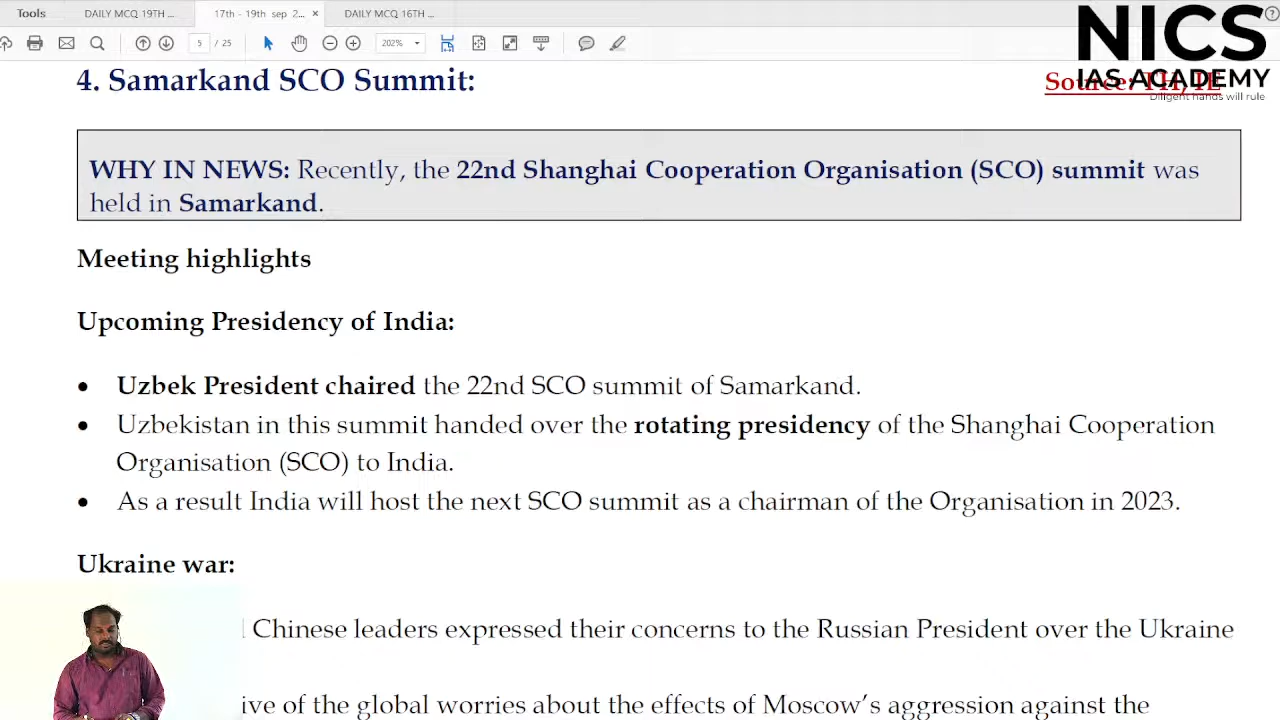 Tools
DAILY MCQ 19TH ...
17th - 19th sep 2... ×
DAILY MCQ 16TH ...
5 / 25
202%
NICS
IAS ACADEMY
Diligent hands will rule
4. Samarkand SCO Summit:
Source: TH, IE
WHY IN NEWS: Recently, the 22nd Shanghai Cooperation Organisation (SCO) summit was
held in Samarkand.
Meeting highlights
Upcoming Presidency of India:
• Uzbek President chaired the 22nd SCO summit of Samarkand.
• Uzbekistan in this summit handed over the rotating presidency of the Shanghai Cooperation
Organisation (SCO) to India.
• As a result India will host the next SCO summit as a chairman of the Organisation in 2023.
Ukraine war:
Chinese leaders expressed their concerns to the Russian President over the Ukraine
ive of the global worries about the effects of Moscow's aggression against the